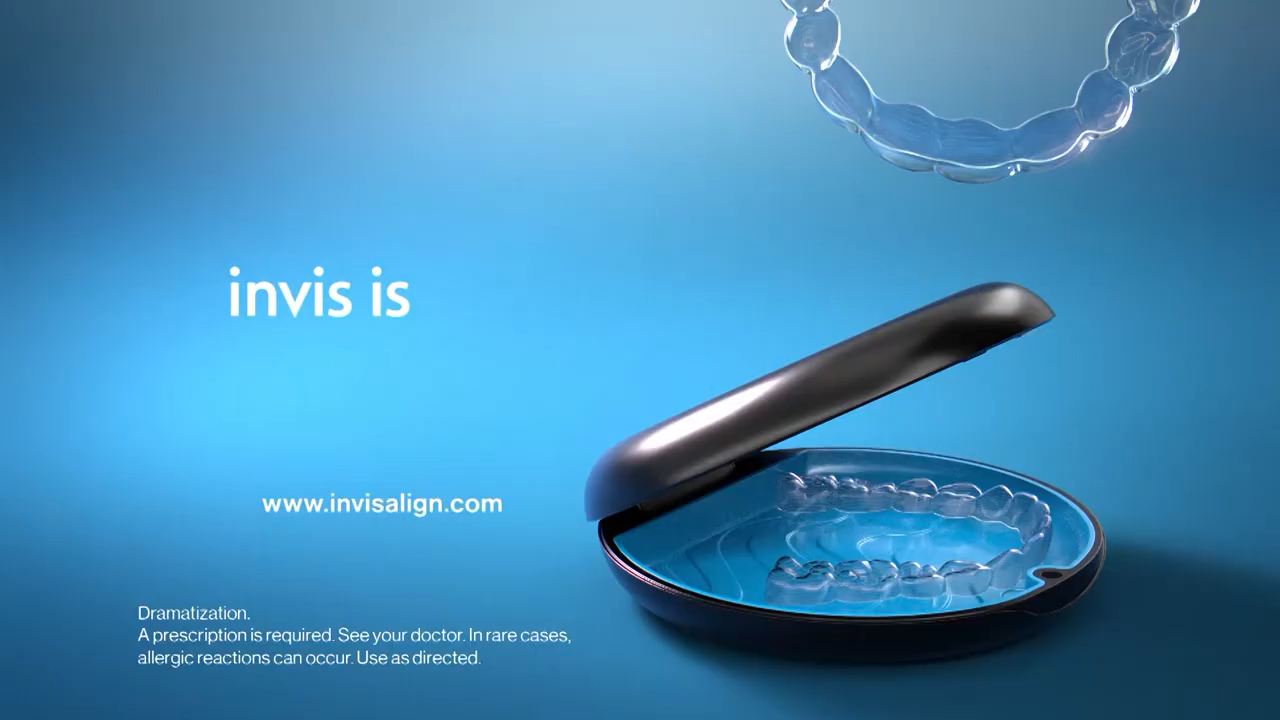 invis is
www.invisalign.com
Dramatization.
A prescription is required. See your doctor. In rare cases,
allergic reactions can occur. Use as directed.